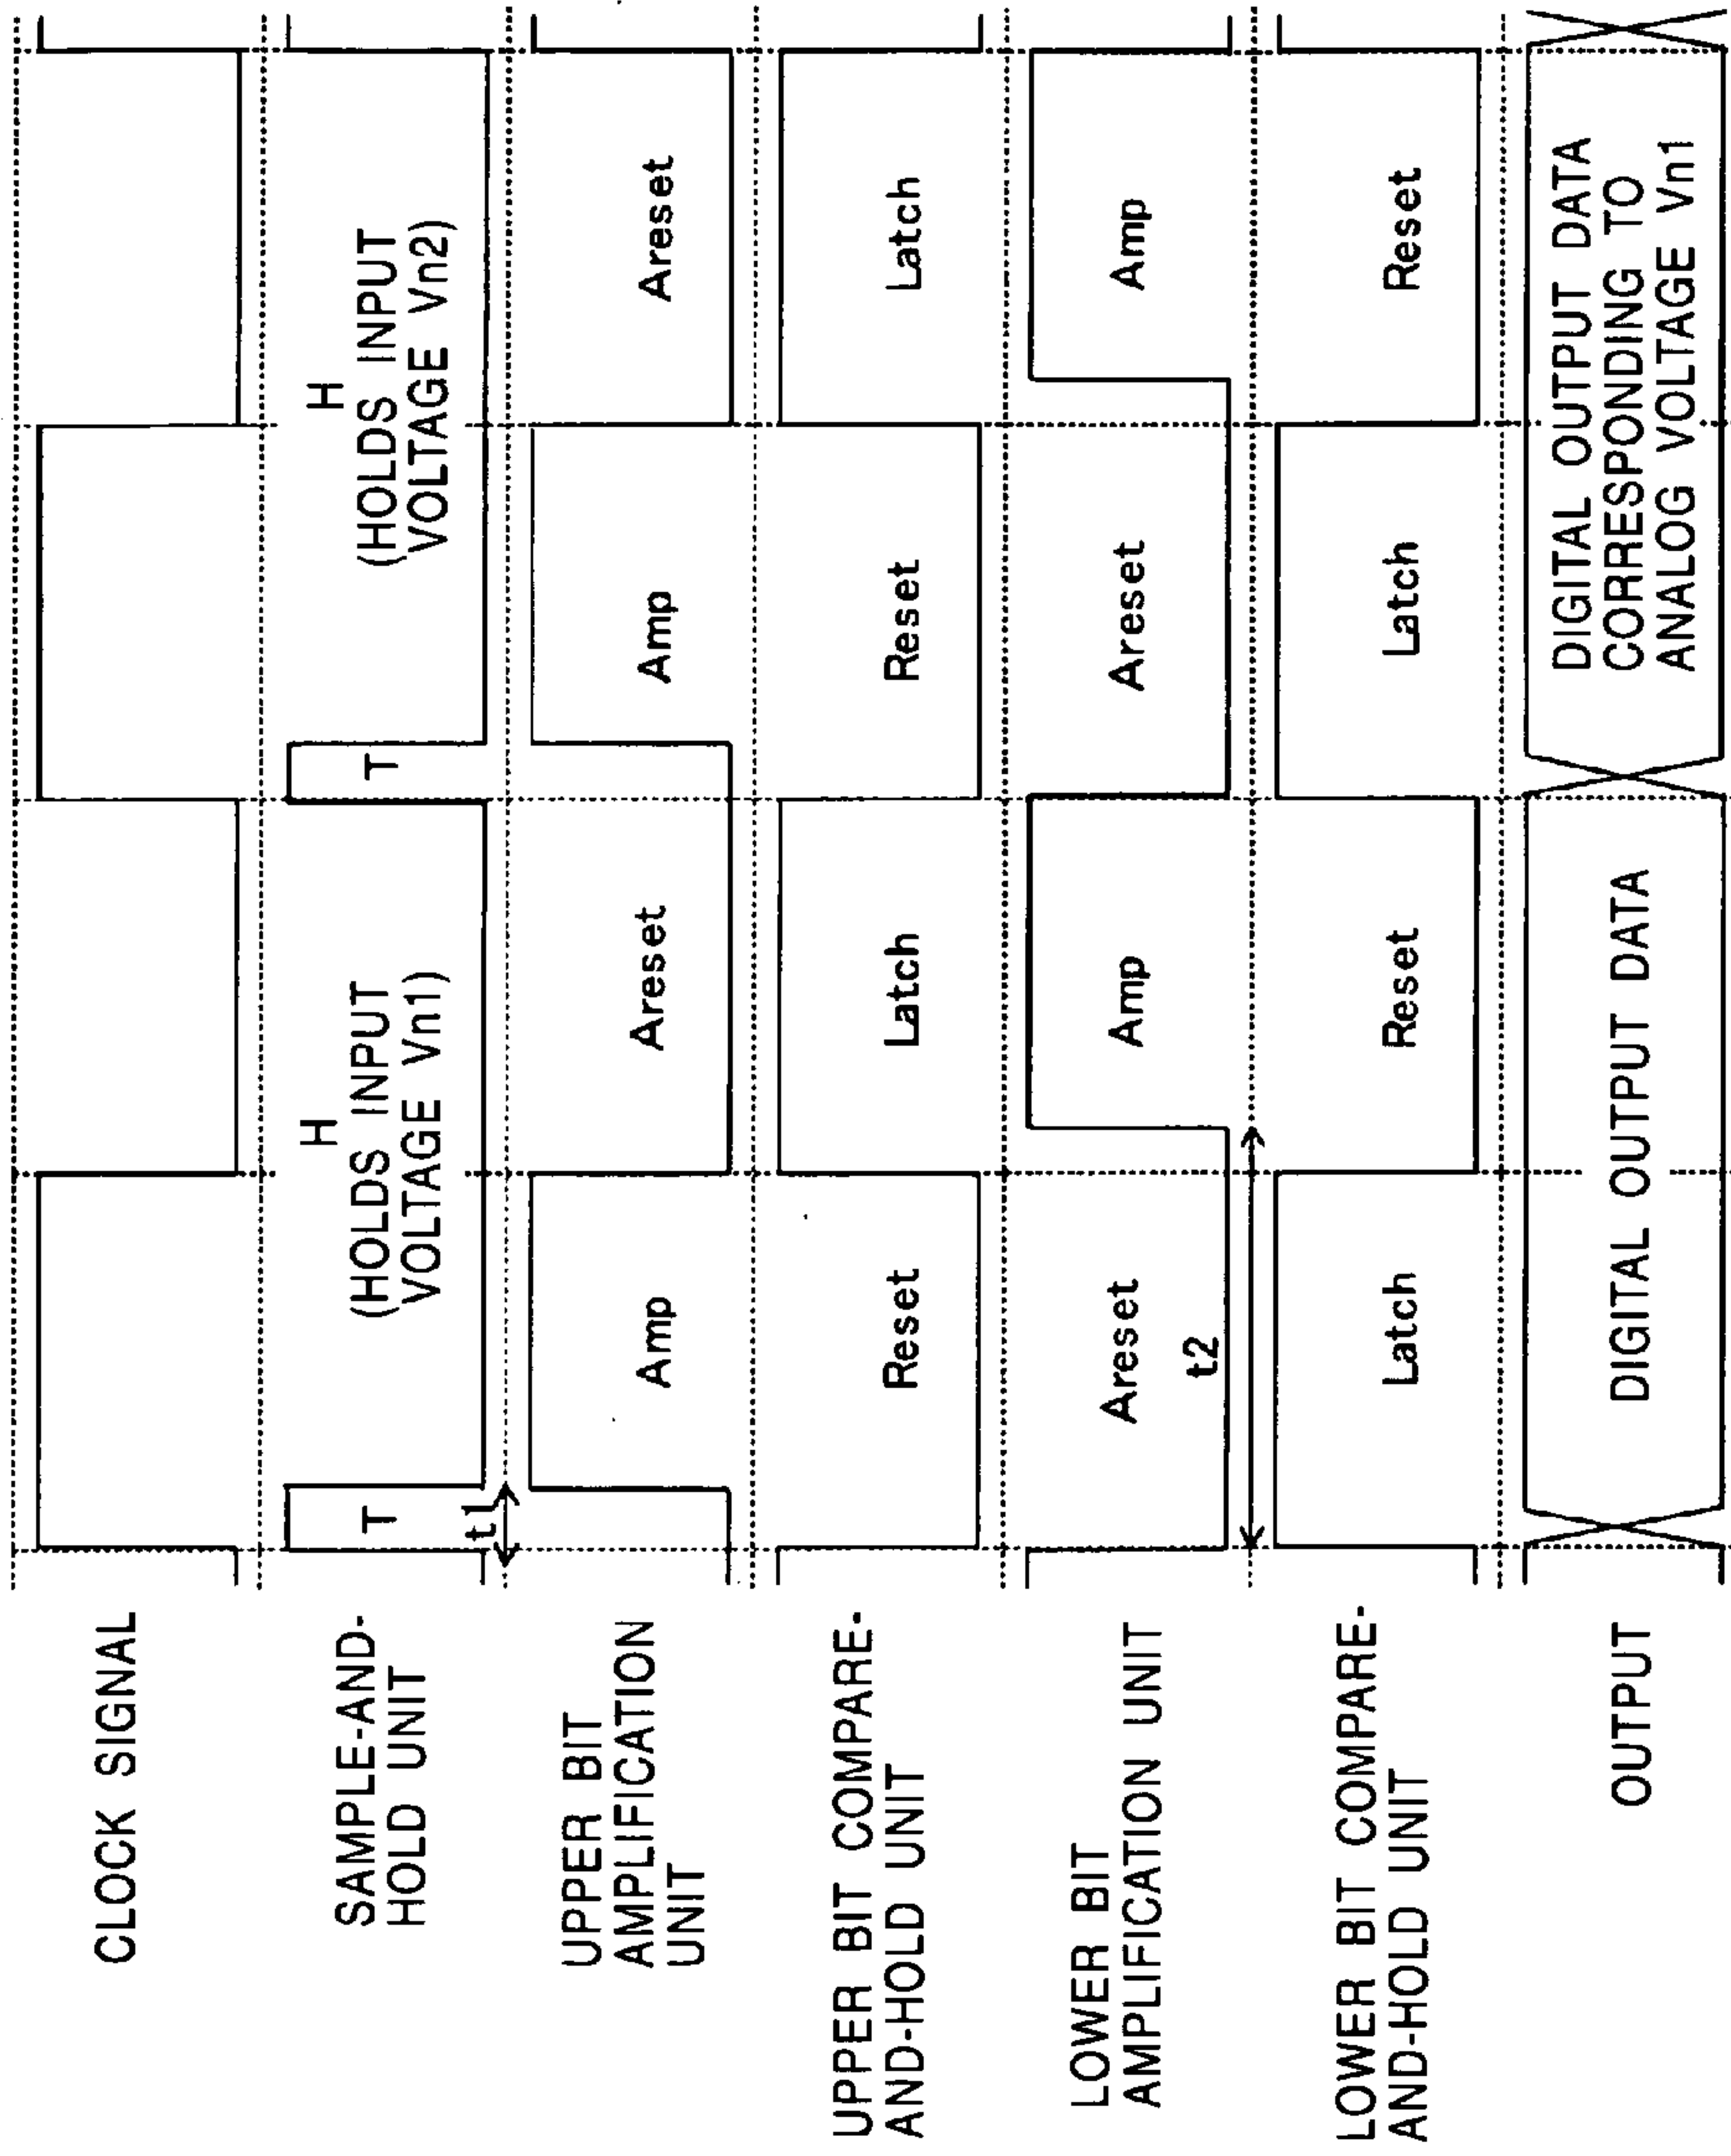 CLOCK SIGNAL
SAMPLE-AND-
HOLD UNIT
T
t1
H
(HOLDS INPUT
VOLTAGE Vn1)
T
H
(HOLDS INPUT
VOLTAGE Vn2)
UPPER BIT
AMPLIFICATION
UNIT
Amp
Areset
Amp
Areset
UPPER BIT COMPARE-
AND-HOLD UNIT
Reset
Latch
Reset
Latch
LOWER BIT
AMPLIFICATION UNIT
Areset
t2
Amp
Areset
Amp
LOWER BIT COMPARE-
AND-HOLD UNIT
Latch
Reset
Latch
Reset
OUTPUT
DIGITAL OUTPUT DATA
DIGITAL OUTPUT DATA
CORRESPONDING TO
ANALOG VOLTAGE Vn1